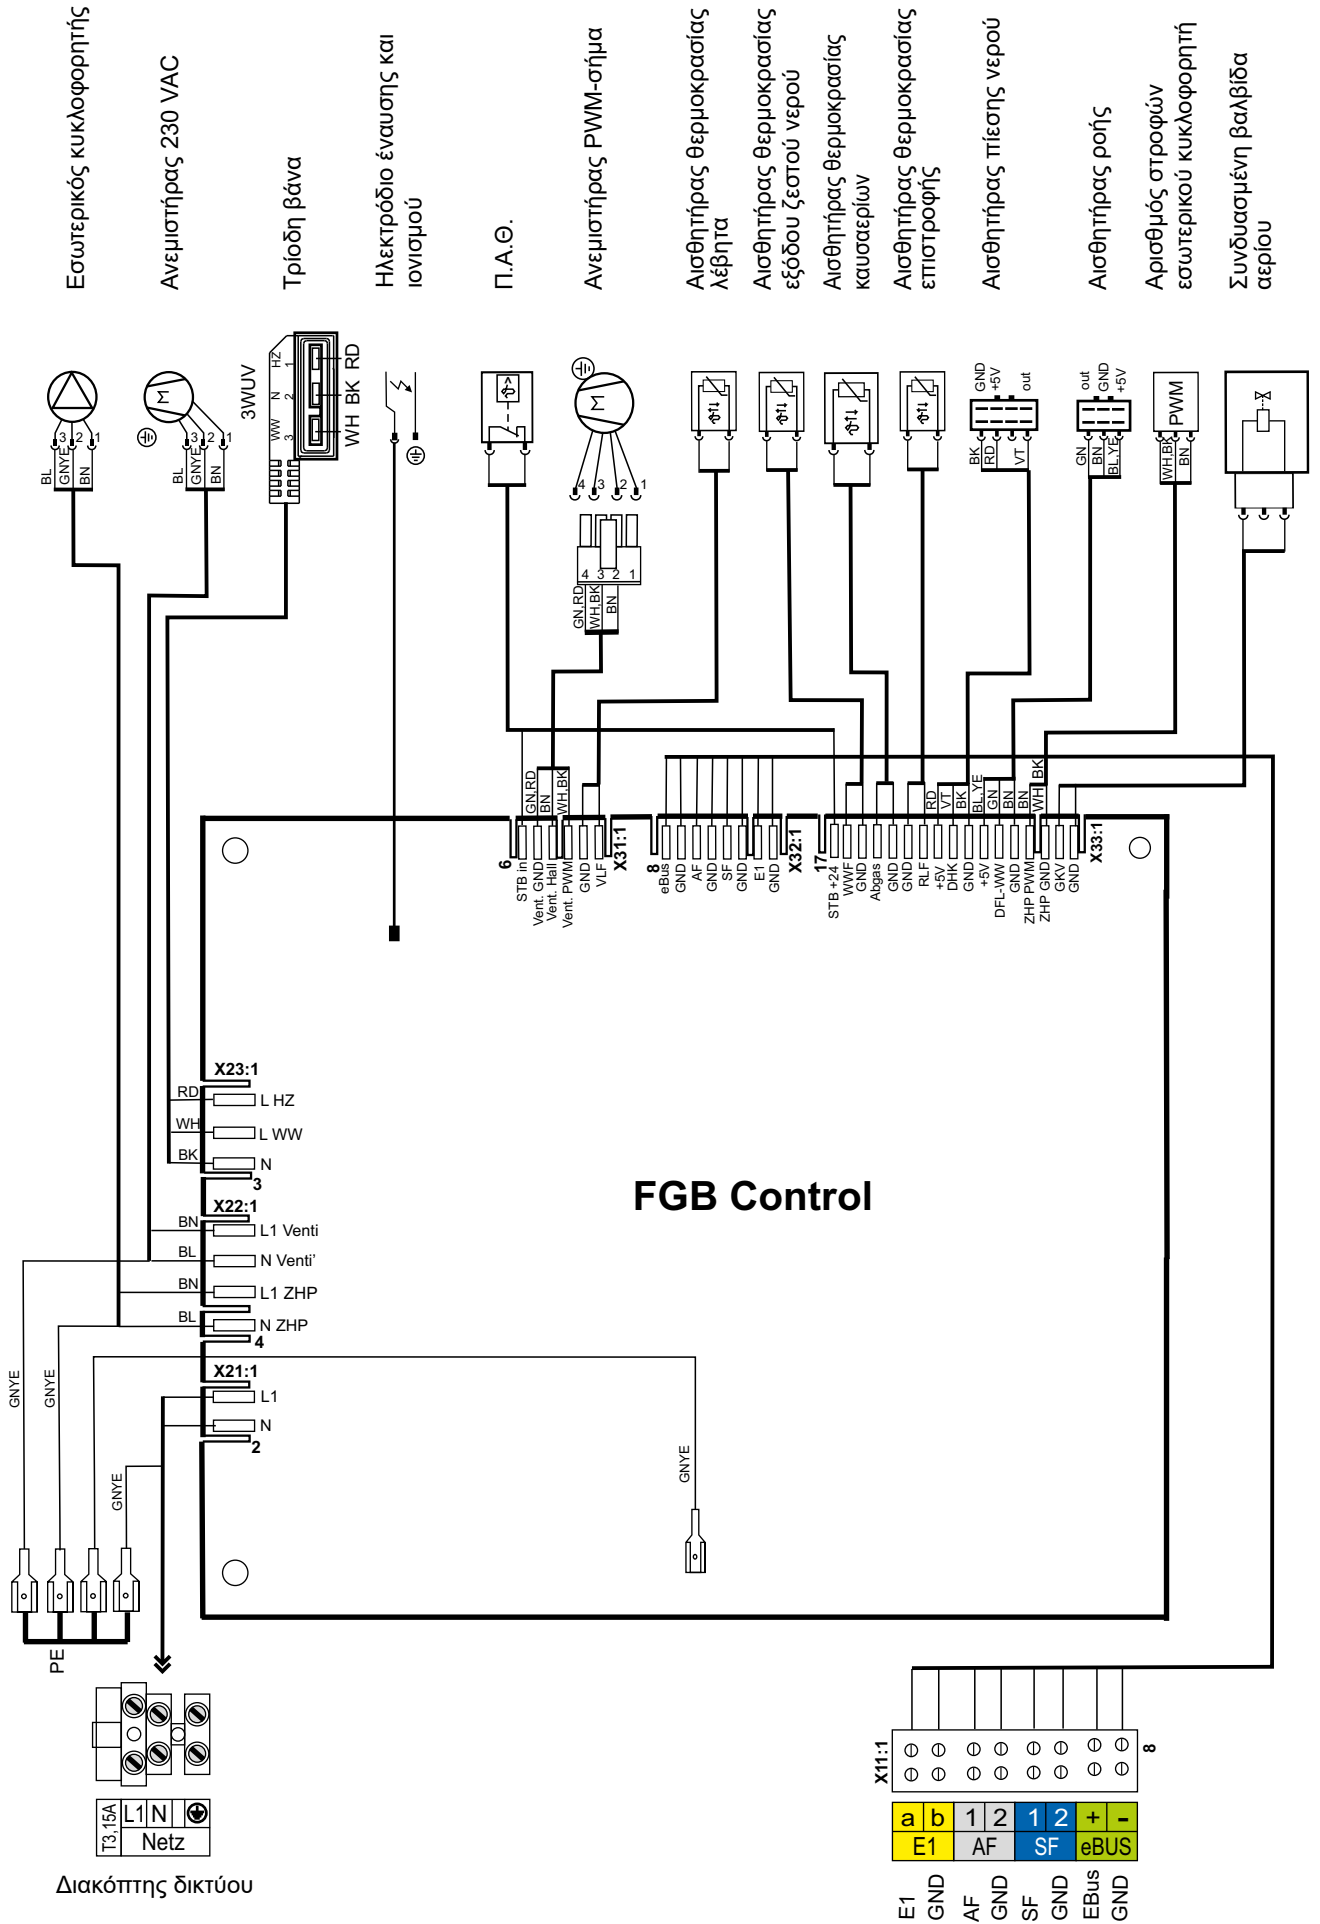 Εσωτερικός κυκλοφορητής
Ανεμιστήρας 230 VAC
Τρίοδη βάνα
Ηλεκτρόδιο έναυσης και
ιονισμού
Π.Α.Θ.
Ανεμιστήρας PWM-σήμα
Αισθητήρας θερμοκρασίας
λέβητα
Αισθητήρας θερμοκρασίας
εξόδου ζεστού νερού
Αισθητήρας θερμοκρασίας
καυσαερίων
Αισθητήρας θερμοκρασίας
επιστροφής
Αισθητήρας πίεσης νερού
Αισθητήρας ροής
Αρισθμός στροφών
εσωτερικού κυκλοφορητή
Συνδυασμένη βαλβίδα
αερίου
3 2 1
BL
GNYE
BN
M
3 2 1
BL
GNYE
BN
3WUV
HZ
N
WW
1
2
3
RD
BK
WH
M
4 3 2 1
4 3 2 1
GN,RD
WH,BK
BN
GND
+5V
out
BK
RD
VT
out
GND
+5V
GN
BN
BL,YE
PWM
WH,BK
BN
GN,RD
BN
WH,BK
RD
VT
BK
BL,YE
GN
BN
BN
WH
BK
6
STB in
Vent. GND
Vent. Hall
Vent. PWM
GND
VLF
X31:1
8
eBus
GND
AF
GND
SF
GND
E1
GND
X32:1
17
STB +24
WWF
GND
Abgas
GND
GND
RLF
+5V
DHK
GND
+5V
DFL-WW
GND
ZHP PWM
ZHP GND
GKV
GND
X33:1
X23:1
RD L HZ
WH L WW
BK N
3
X22:1
BN L1 Venti
BL N Venti'
BN L1 ZHP
BL N ZHP
4
X21:1
L1
N
2
FGB Control
GNYE
GNYE
GNYE
GNYE
PE
T3,15A
L1 N
Netz
Διακόπτης δικτύου
X11:1
8
a b 1 2 1 2 + -
E1 AF SF eBUS
E1
GND
AF
GND
SF
GND
EBus
GND